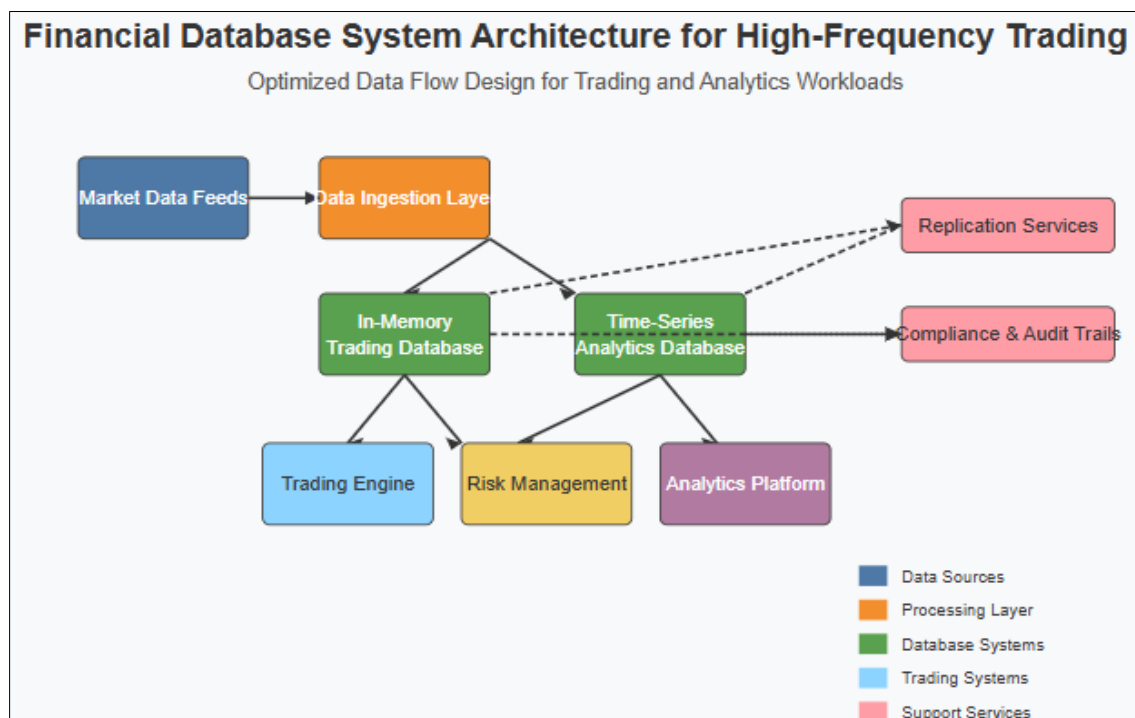 Financial Database System Architecture for High-Frequency Trading
Optimized Data Flow Design for Trading and Analytics Workloads
Market Data Feeds
Data Ingestion Laye
Replication Services
In-Memory
Trading Database
Time-Series
Analytics Database
Compliance & Audit Trails
Trading Engine
Risk Management
Analytics Platform
Data Sources
Processing Layer
Database Systems
Trading Systems
Support Services